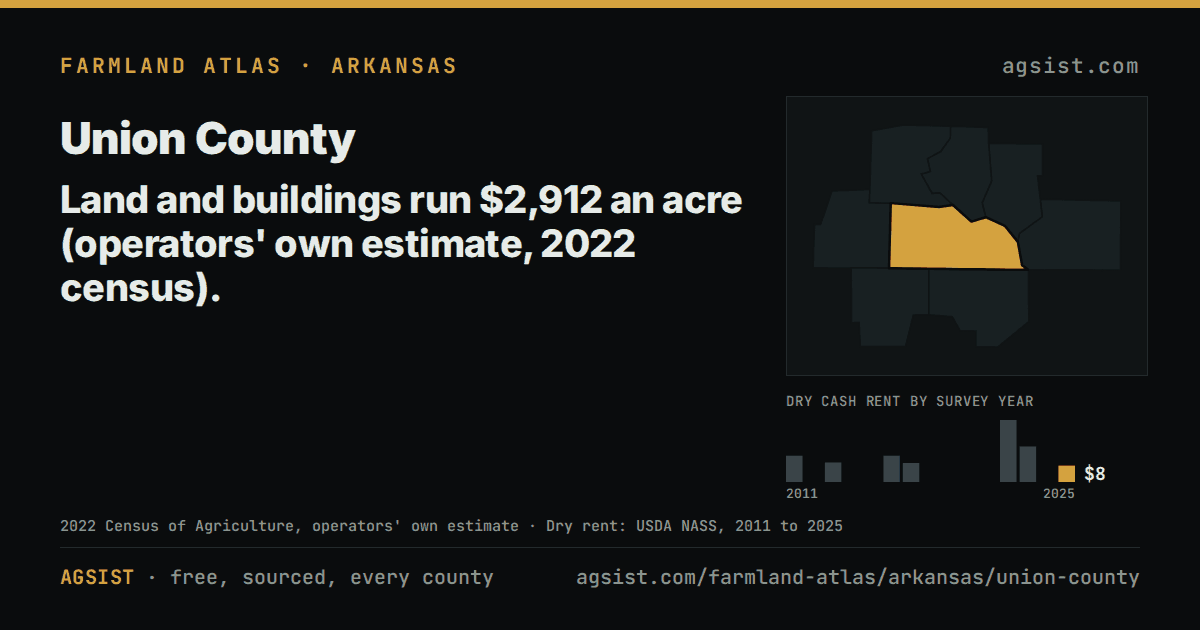 FARMLAND ATLAS · ARKANSAS
agsist.com
Union County
Land and buildings run $2,912 an acre
(operators' own estimate, 2022
census).
DRY CASH RENT BY SURVEY YEAR
$8
2011
2025
2022 Census of Agriculture, operators' own estimate · Dry rent: USDA NASS, 2011 to 2025
AGSIST · free, sourced, every county
agsist.com/farmland-atlas/arkansas/union-county